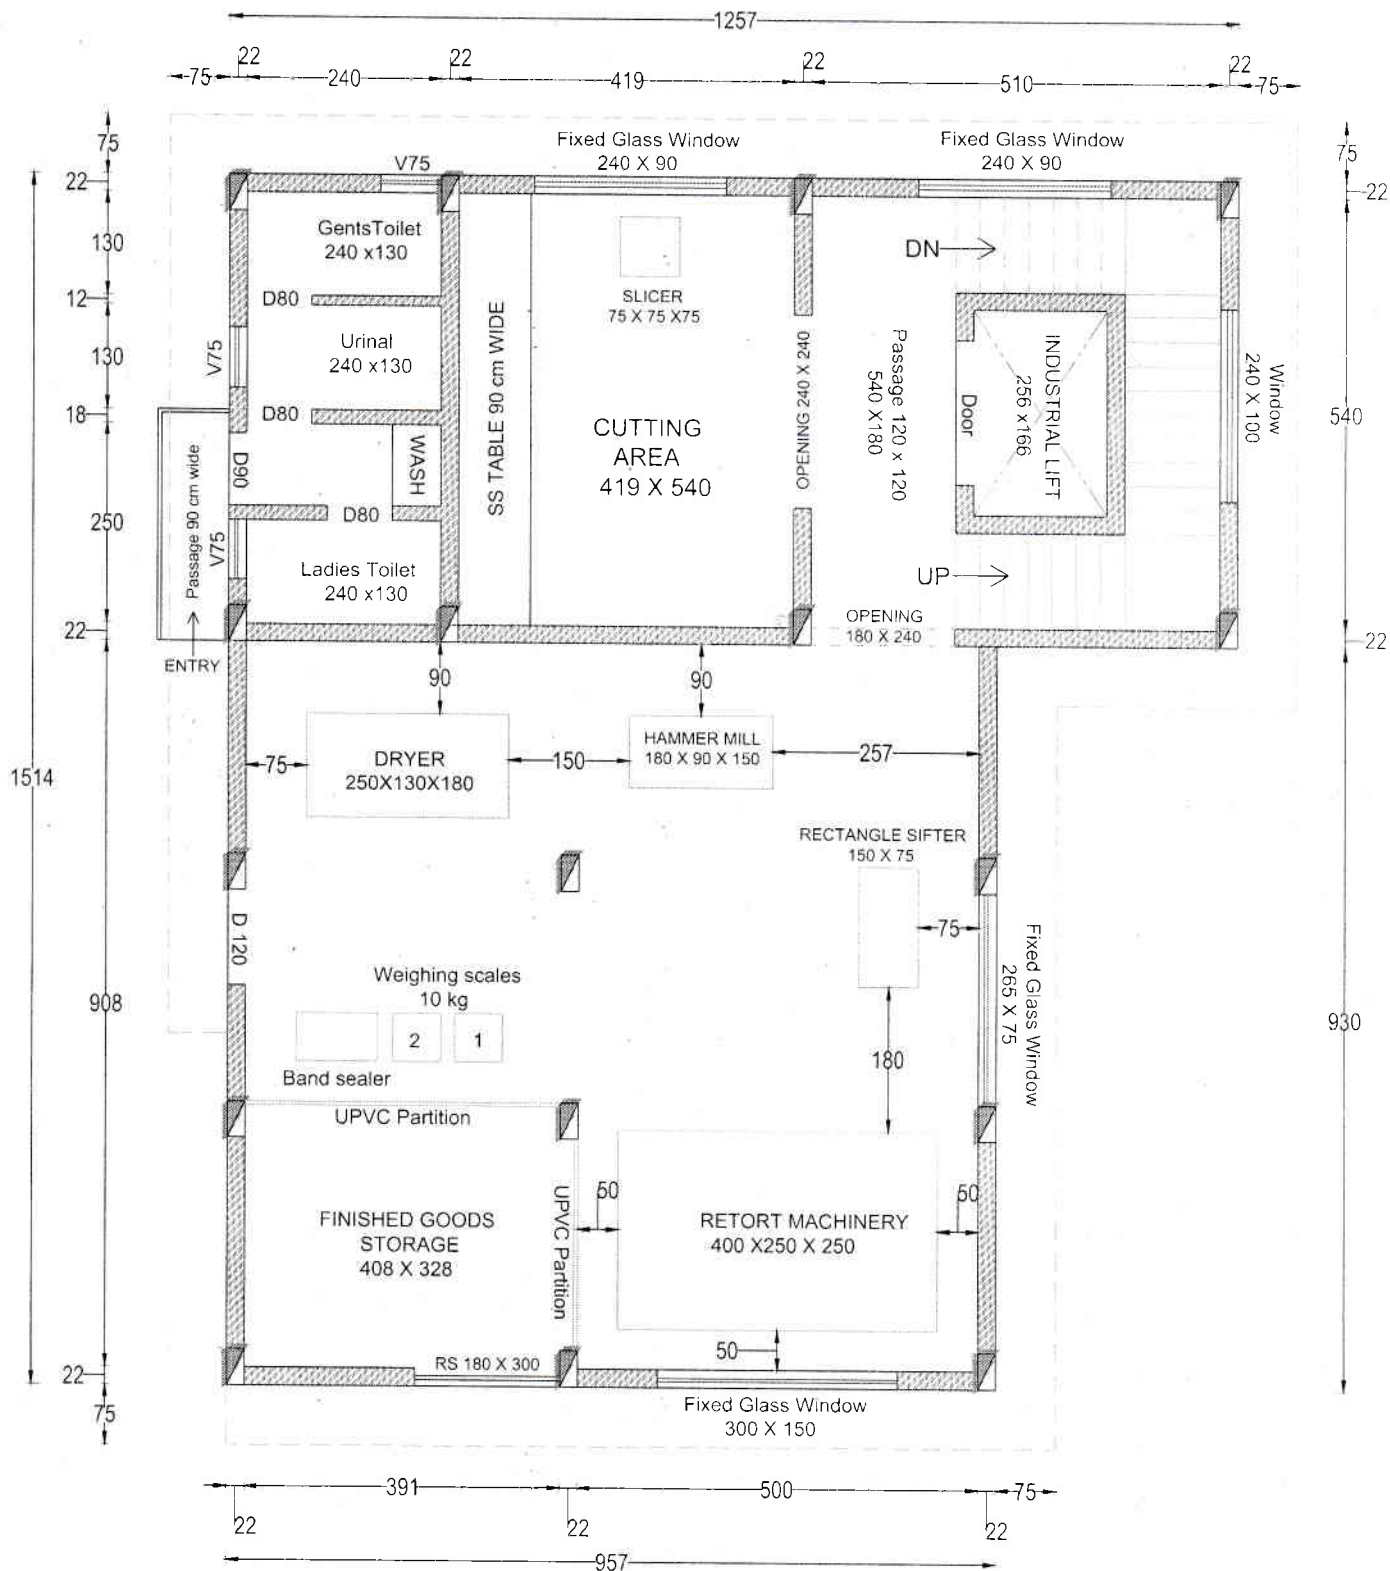 1257
75
22
240
22
419
22
510
22
75
75
22
130
12
130
18
250
22
1514
908
22
75
75
22
540
22
930
V75
Fixed Glass Window
240 X 90
Fixed Glass Window
240 X 90
GentsToilet
240 x130
D80
Urinal
240 x130
V75
D80
D90
WASH
D80
V75
Passage 90 cm wide
Ladies Toilet
240 x130
ENTRY
SS TABLE 90 cm WIDE
SLICER
75 X 75 X75
CUTTING
AREA
419 X 540
OPENING 240 X 240
DN
Passage 120 x 120
540 X180
Door
INDUSTRIAL LIFT
256 x166
Window
240 X 100
UP
OPENING
180 X 240
90
90
75
DRYER
250X130X180
150
HAMMER MILL
180 X 90 X 150
257
RECTANGLE SIFTER
150 X 75
75
Fixed Glass Window
265 X 75
D 120
Weighing scales
10 kg
2
1
Band sealer
180
UPVC Partition
FINISHED GOODS
STORAGE
408 X 328
UPVC Partition
50
RETORT MACHINERY
400 X250 X 250
50
50
RS 180 X 300
Fixed Glass Window
300 X 150
391
500
75
22
22
22
957